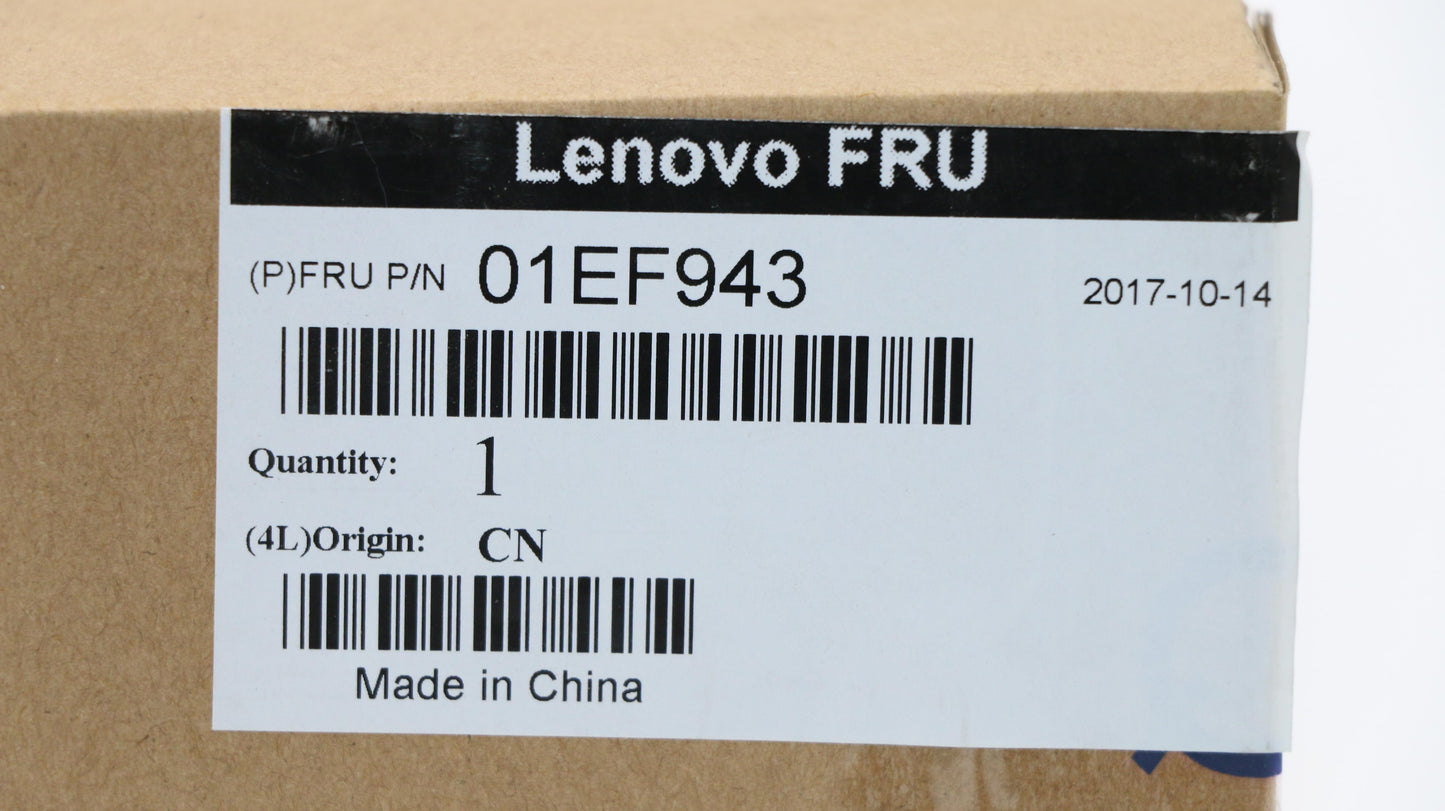 Lenovo FRU
(P)FRU P/N 01EF943 2017-10-14
Quantity: 1
(4L)Origin: CN
Made in China